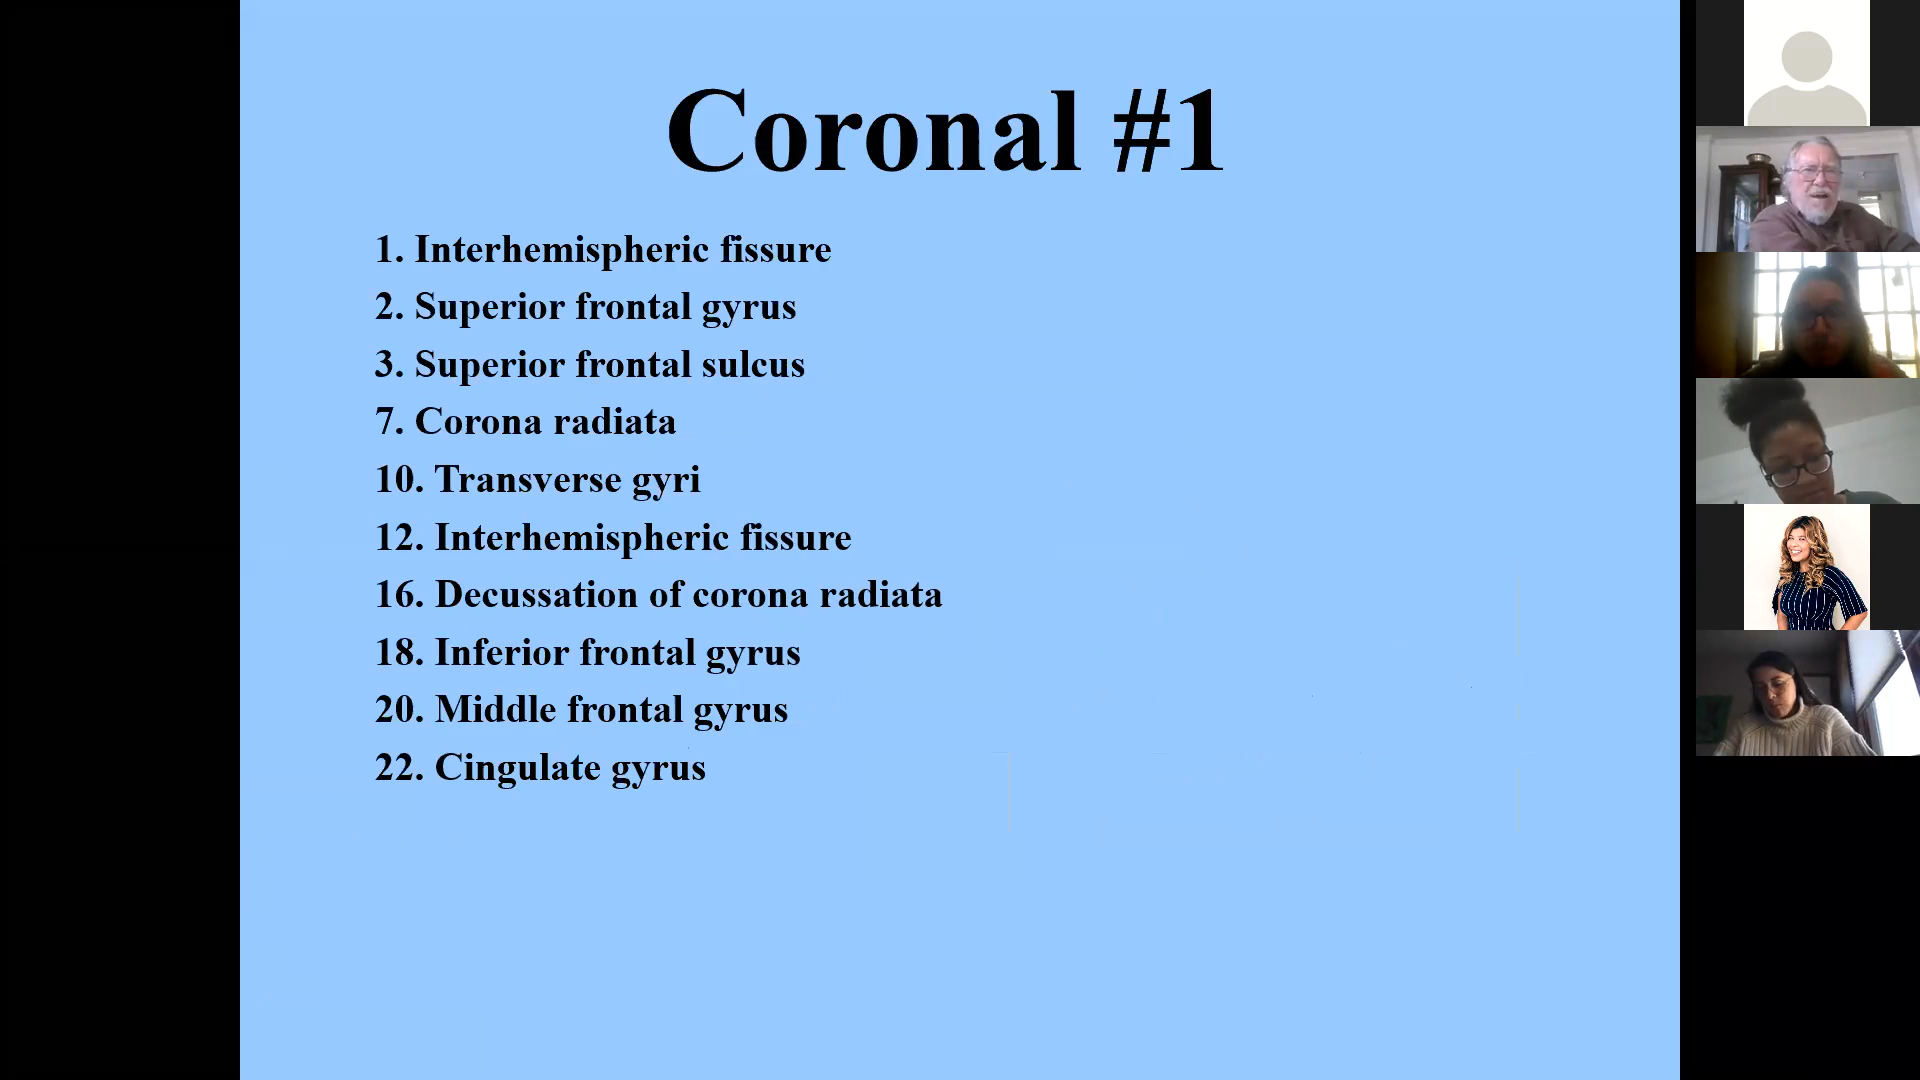 Coronal #1
1. Interhemispheric fissure
2. Superior frontal gyrus
3. Superior frontal sulcus
7. Corona radiata
10. Transverse gyri
12. Interhemispheric fissure
16. Decussation of corona radiata
18. Inferior frontal gyrus
20. Middle frontal gyrus
22. Cingulate gyrus